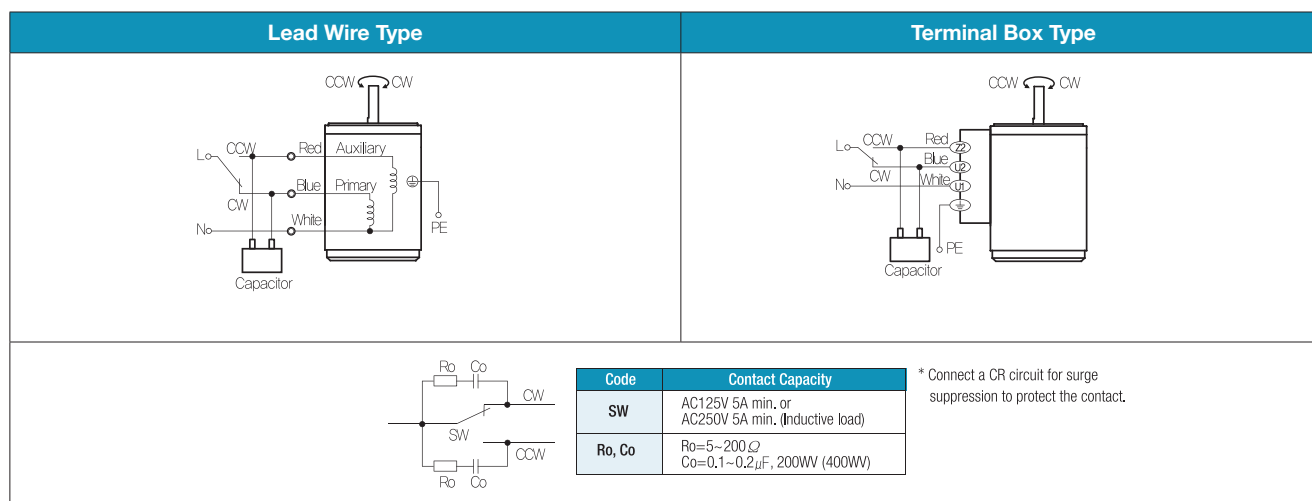 Lead Wire Type
Terminal Box Type
CCW CW
L CCW Red Auxiliary
Blue Primary
CW
White
N
PE
Capacitor
CCW CW
L CCW Red Z2
Blue U2
CW White U1
N
PE
Capacitor
Ro Co
CW
SW
CCW
Ro Co
Code Contact Capacity
SW AC125V 5A min. or
AC250V 5A min. (Inductive load)
Ro, Co Ro=5~200Ω
Co=0.1~0.2μF, 200WV (400WV)
* Connect a CR circuit for surge
suppression to protect the contact.